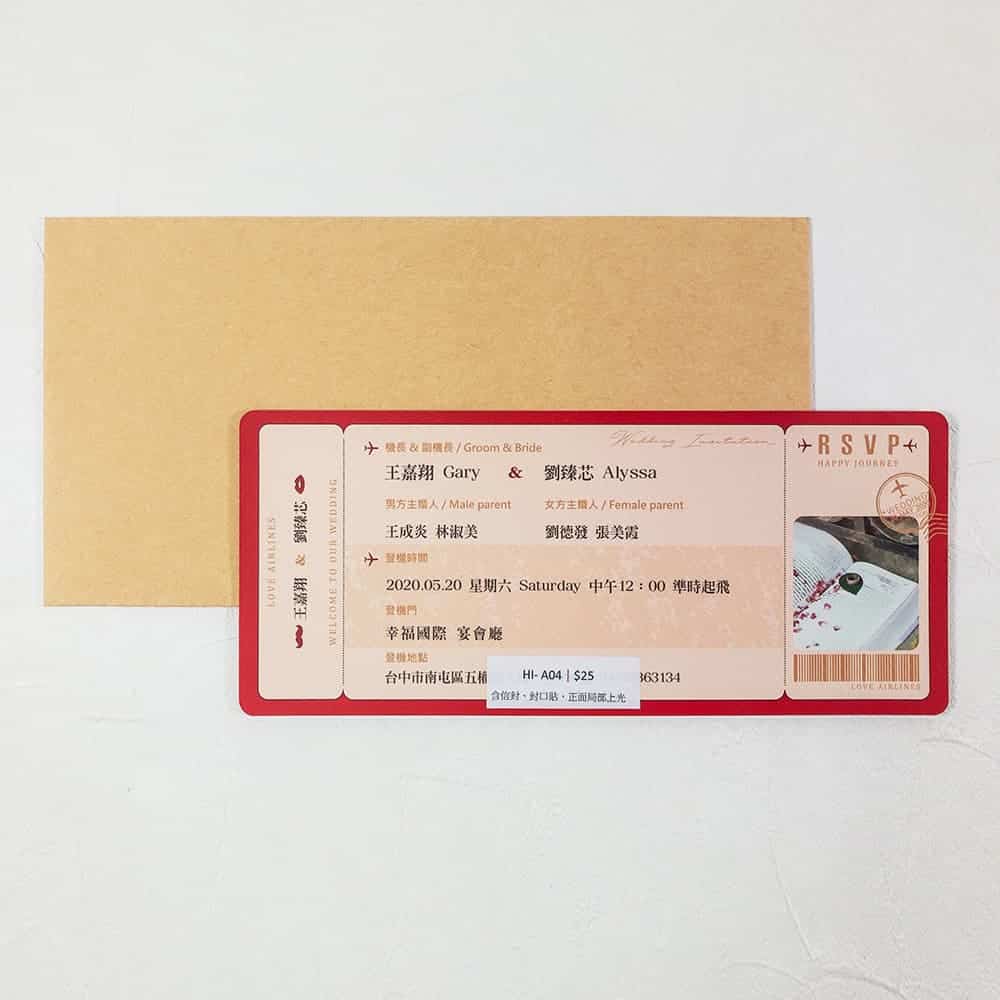 LOVE AIRLINES
王嘉翔 & 劉臻芯
WELCOME TO OUR WEDDING
機長 & 副機長 / Groom & Bride
Wedding Invitation
王嘉翔 Gary & 劉臻芯 Alyssa
男方主婚人 / Male parent 女方主婚人 / Female parent
王成炎 林淑美 劉德發 張美霞
登機時間
2020.05.20 星期六 Saturday 中午12：00 準時起飛
登機門
幸福國際 宴會廳
登機地點
台中市南屯區五 363134
HI- A04 | $25
含信封、封口貼，正面局部上光
RSVP
HAPPY JOURNEY
WEDDING
LOVE AIRLINES